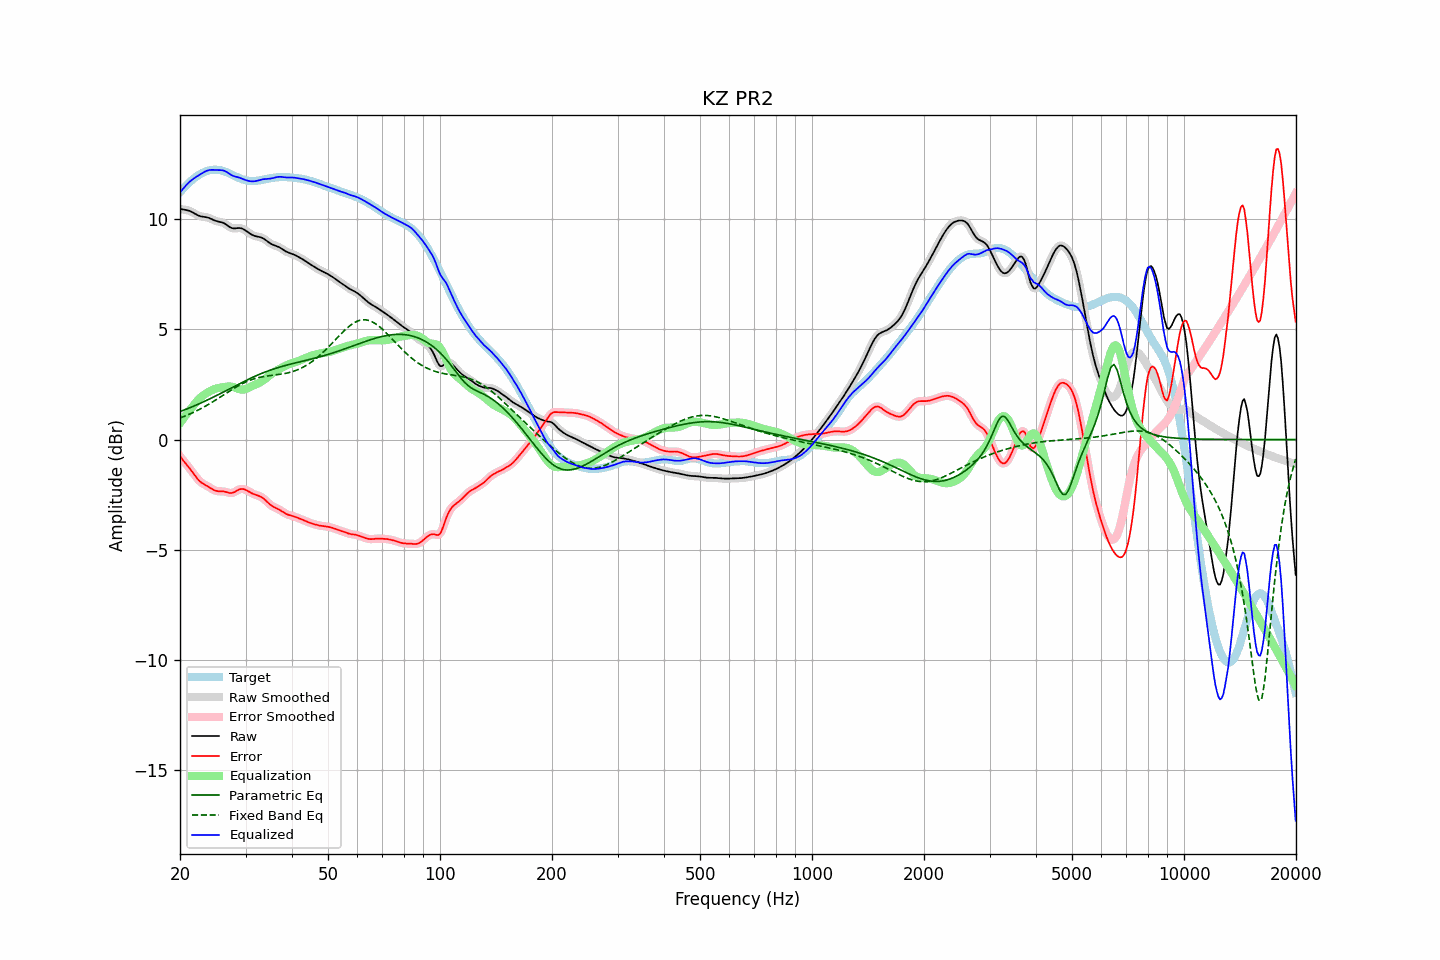 KZ PR2
Amplitude (dBr)
10
5
0
−5
−10
−15
Target
Raw Smoothed
Error Smoothed
Raw
Error
Equalization
Parametric Eq
Fixed Band Eq
Equalized
20 50 100 200 500 1000 2000 5000 10000 20000
Frequency (Hz)